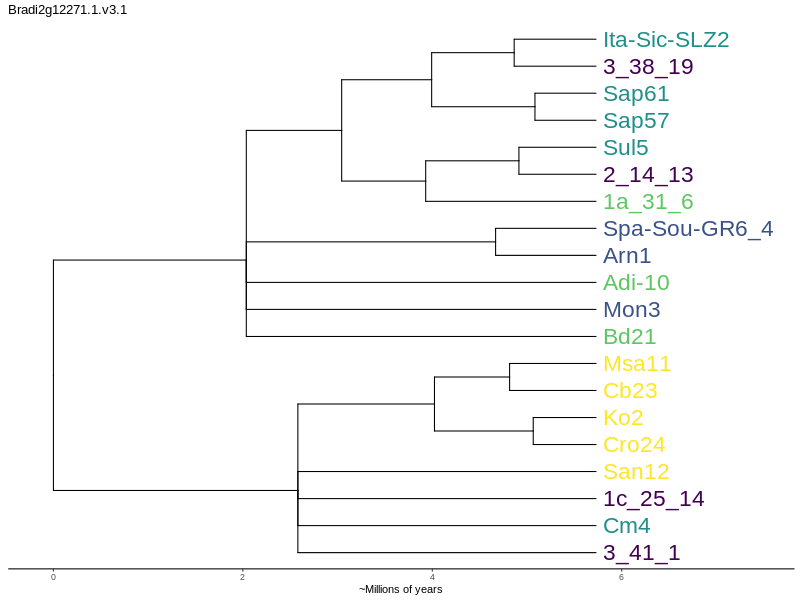 Bradi2g12271.1.v3.1
Ita-Sic-SLZ2
3_38_19
Sap61
Sap57
Sul5
2_14_13
1a_31_6
Spa-Sou-GR6_4
Arn1
Adi-10
Mon3
Bd21
Msa11
Cb23
Ko2
Cro24
San12
1c_25_14
Cm4
3_41_1
0 2 4 6
~Millions of years